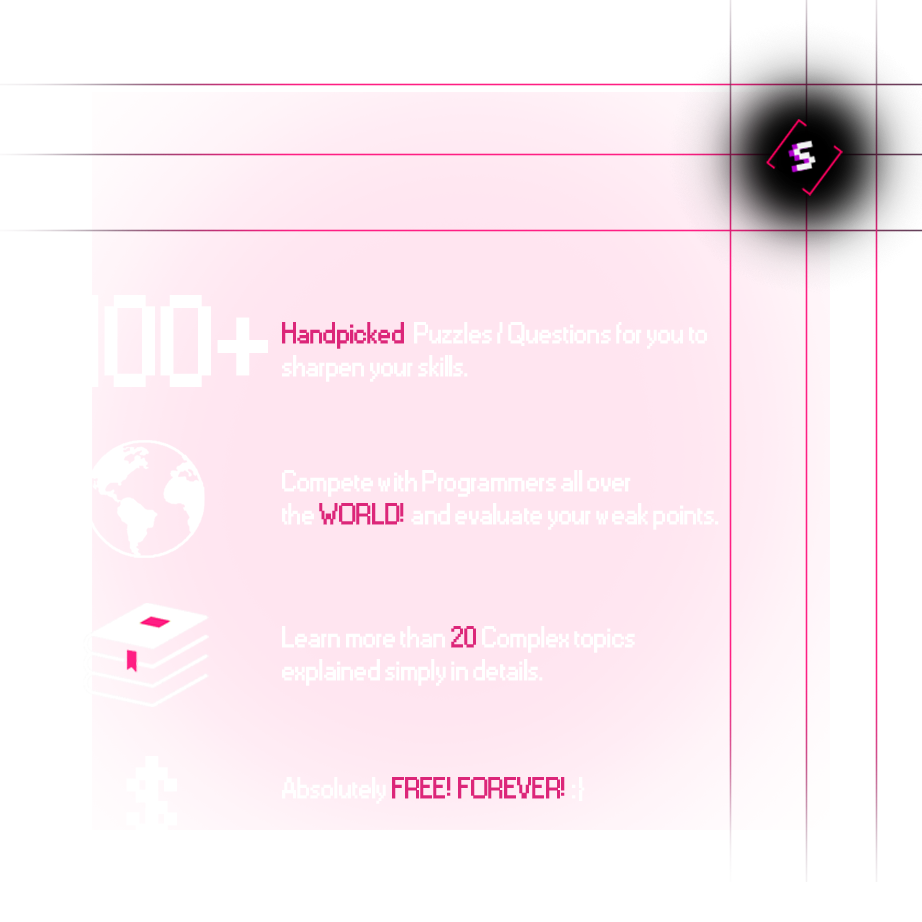 S
00+
Handpicked Puzzles / Questions for you to
sharpen your skills.
Compete with Programmers all over
the WORLD! and evaluate your weak points.
Learn more than 20 Complex topics
explained simply in details.
Absolutely FREE! FOREVER! :}